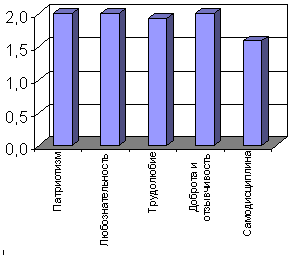 2,0
1,5
1,0
0,5
0,0
Патриотизм
Любознательность
Трудолюбие
Доброта и
отзывчивость
Самодисциплина